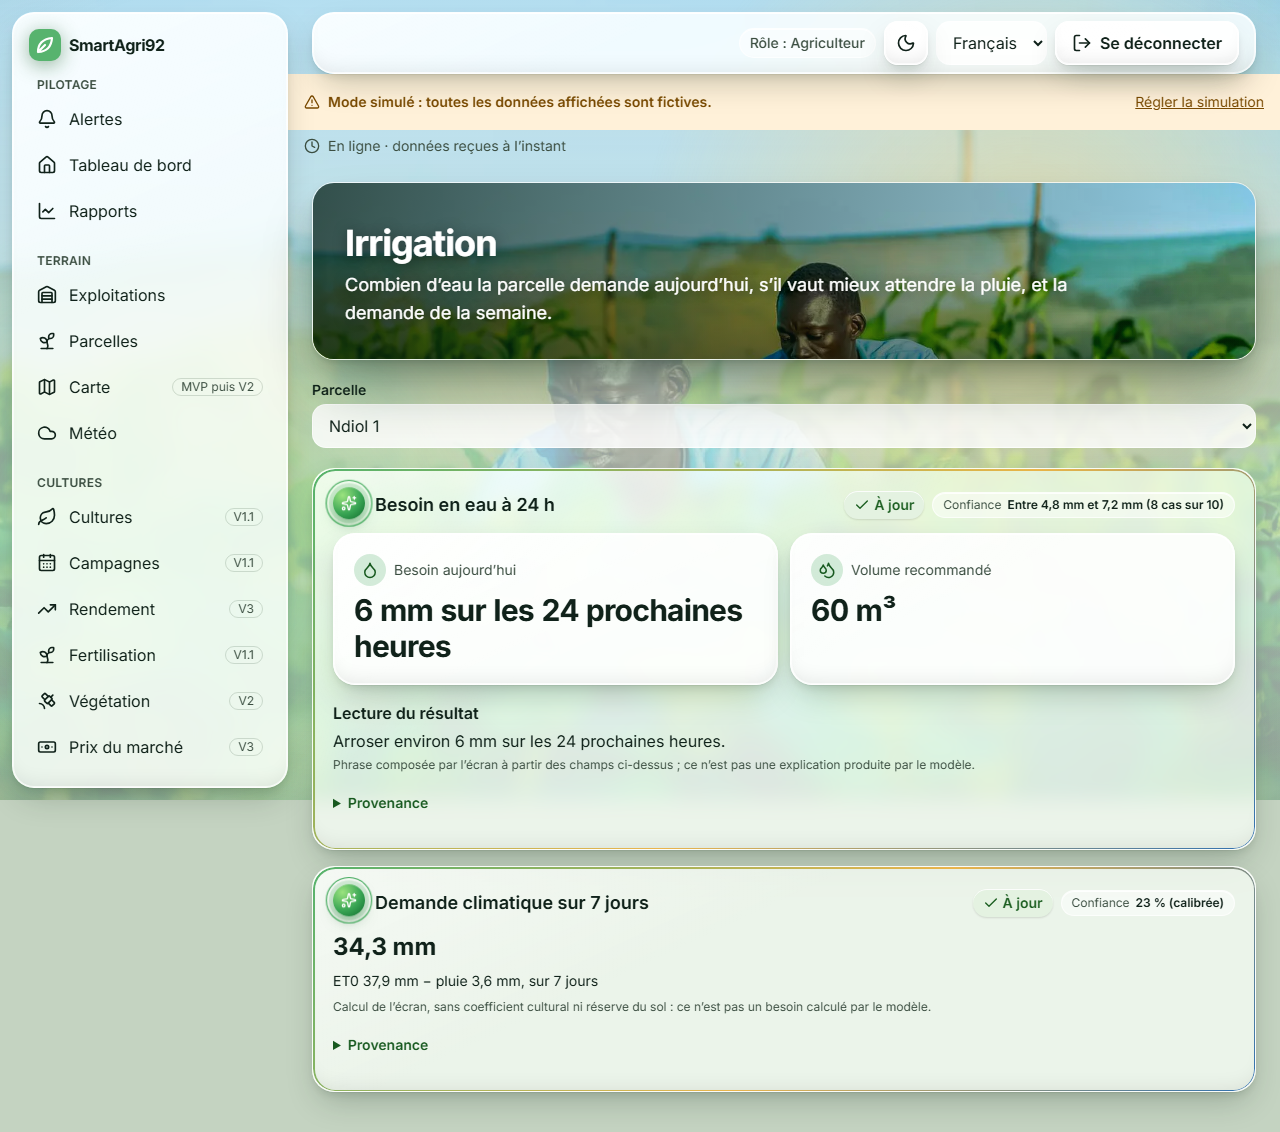 SmartAgri92
PILOTAGE
Alertes
Tableau de bord
Rapports
TERRAIN
Exploitations
Parcelles
Carte MVP puis V2
Météo
CULTURES
Cultures V1.1
Campagnes V1.1
Rendement V3
Fertilisation V1.1
Végétation V2
Prix du marché V3
Rôle : Agriculteur
Français
Se déconnecter
Mode simulé : toutes les données affichées sont fictives.
Régler la simulation
En ligne · données reçues à l’instant
Irrigation
Combien d’eau la parcelle demande aujourd’hui, s’il vaut mieux attendre la pluie, et la
demande de la semaine.
Parcelle
Ndiol 1
Besoin en eau à 24 h
À jour
Confiance Entre 4,8 mm et 7,2 mm (8 cas sur 10)
Besoin aujourd’hui
6 mm sur les 24 prochaines
heures
Volume recommandé
60 m³
Lecture du résultat
Arroser environ 6 mm sur les 24 prochaines heures.
Phrase composée par l’écran à partir des champs ci-dessus ; ce n’est pas une explication produite par le modèle.
Provenance
Demande climatique sur 7 jours
À jour
Confiance 23 % (calibrée)
34,3 mm
ET0 37,9 mm − pluie 3,6 mm, sur 7 jours
Calcul de l’écran, sans coefficient cultural ni réserve du sol : ce n’est pas un besoin calculé par le modèle.
Provenance